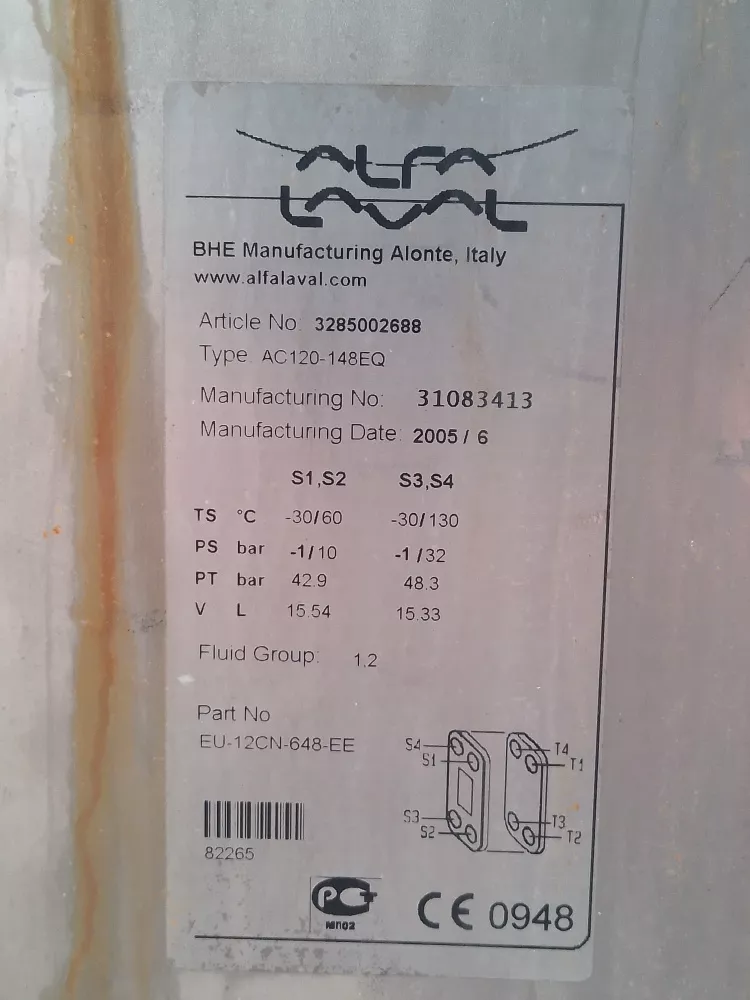 ALFA
LAVAL
BHE Manufacturing Alonte, Italy
www.alfalaval.com
Article No. 3285002688
Type. AC120-148EQ
Manufacturing No: 31083413
Manufacturing Date: 2005 / 6
S1,S2 S3,S4
TS °C -30/60 -30/130
PS bar -1/10 -1 /32
PT bar 42.9 48.3
V L 15.54 15.33
Fluid Group: 1.2
Part No
EU-12CN-648-EE
S4 T4
S1 T1
S3 T3
S2 T2
82265
РСТ
МП02
CE 0948